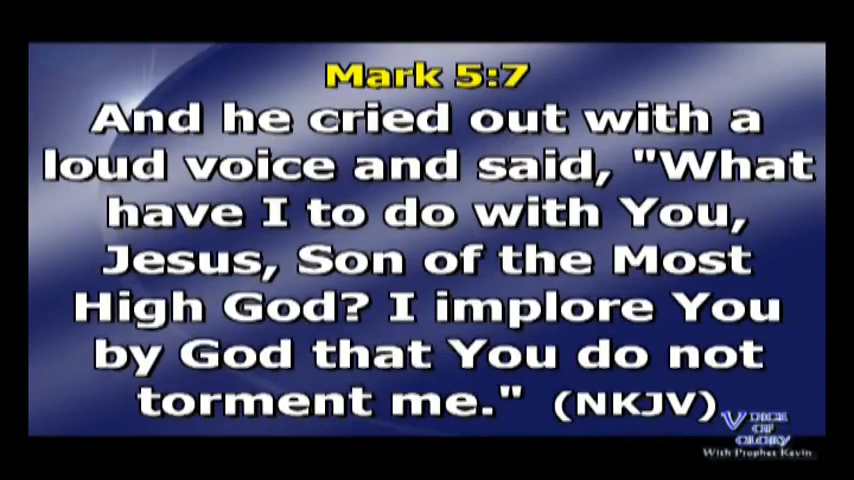 Mark 5:7
And he cried out with a
loud voice and said, "What
have I to do with You,
Jesus, Son of the Most
High God? I implore You
by God that You do not
torment me." (NKJV)
VOICE
OF
GLORY
With Prophet Kevin